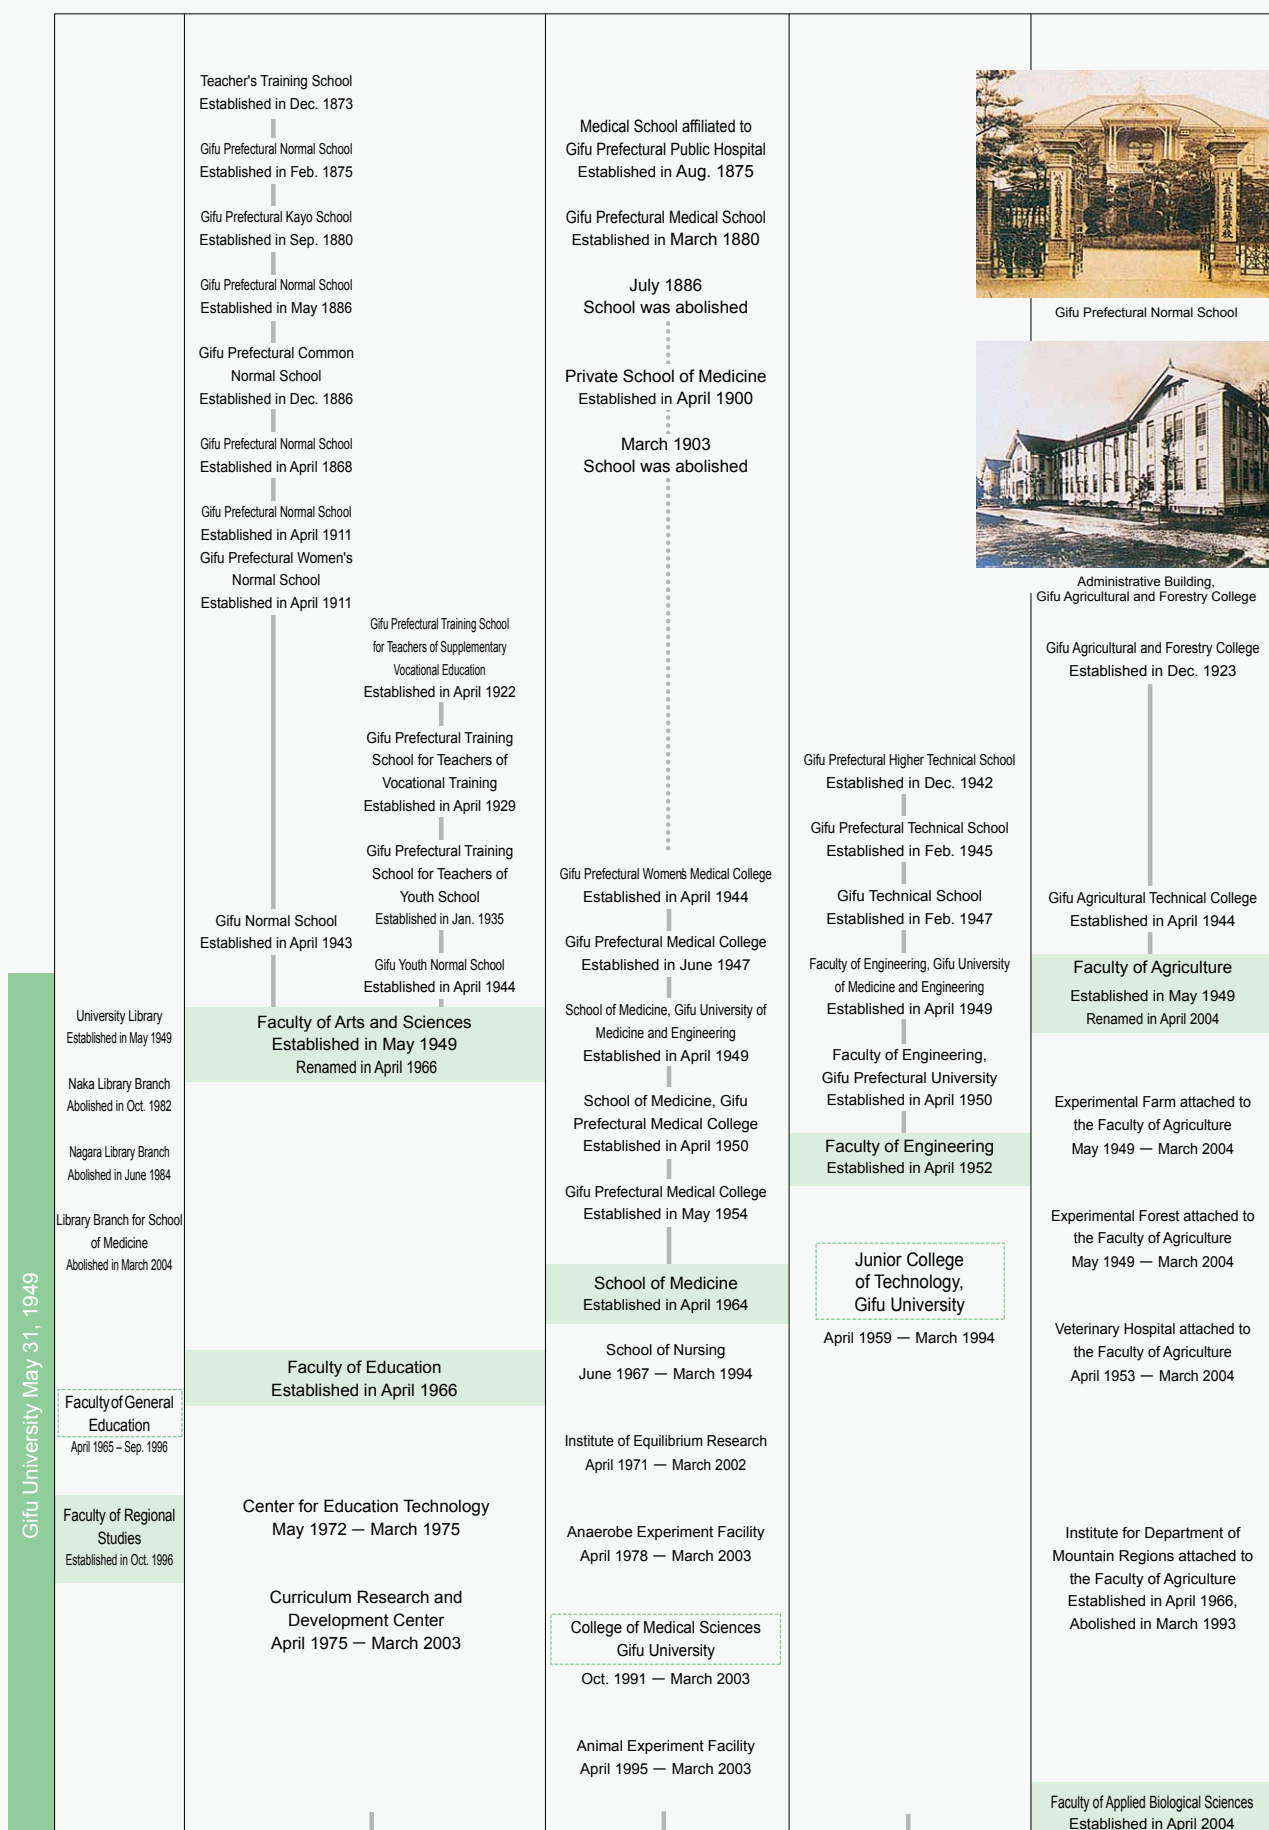 Gifu University May 31, 1949
University Library
Established in May 1949
Naka Library Branch
Abolished in Oct. 1982
Nagara Library Branch
Abolished in June 1984
Library Branch for School
of Medicine
Abolished in March 2004
Faculty of General
Education
April 1965 – Sep. 1996
Faculty of Regional
Studies
Established in Oct. 1996
Teacher's Training School
Established in Dec. 1873
Gifu Prefectural Normal School
Established in Feb. 1875
Gifu Prefectural Kayo School
Established in Sep. 1880
Gifu Prefectural Normal School
Established in May 1886
Gifu Prefectural Common
Normal School
Established in Dec. 1886
Gifu Prefectural Normal School
Established in April 1868
Gifu Prefectural Normal School
Established in April 1911
Gifu Prefectural Women's
Normal School
Established in April 1911
Gifu Prefectural Training School
for Teachers of Supplementary
Vocational Education
Established in April 1922
Gifu Prefectural Training
School for Teachers of
Vocational Training
Established in April 1929
Gifu Prefectural Training
School for Teachers of
Youth School
Established in Jan. 1935
Gifu Normal School
Established in April 1943
Gifu Youth Normal School
Established in April 1944
Faculty of Arts and Sciences
Established in May 1949
Renamed in April 1966
Faculty of Education
Established in April 1966
Center for Education Technology
May 1972 — March 1975
Curriculum Research and
Development Center
April 1975 — March 2003
Medical School affiliated to
Gifu Prefectural Public Hospital
Established in Aug. 1875
Gifu Prefectural Medical School
Established in March 1880
July 1886
School was abolished
Private School of Medicine
Established in April 1900
March 1903
School was abolished
Gifu Prefectural Women's Medical College
Established in April 1944
Gifu Prefectural Medical College
Established in June 1947
School of Medicine, Gifu University of
Medicine and Engineering
Established in April 1949
School of Medicine, Gifu
Prefectural Medical College
Established in April 1950
Gifu Prefectural Medical College
Established in May 1954
School of Medicine
Established in April 1964
School of Nursing
June 1967 — March 1994
Institute of Equilibrium Research
April 1971 — March 2002
Anaerobe Experiment Facility
April 1978 — March 2003
College of Medical Sciences
Gifu University
Oct. 1991 — March 2003
Animal Experiment Facility
April 1995 — March 2003
Gifu Prefectural Higher Technical School
Established in Dec. 1942
Gifu Prefectural Technical School
Established in Feb. 1945
Gifu Technical School
Established in Feb. 1947
Faculty of Engineering, Gifu University
of Medicine and Engineering
Established in April 1949
Faculty of Engineering,
Gifu Prefectural University
Established in April 1950
Faculty of Engineering
Established in April 1952
Junior College
of Technology,
Gifu University
April 1959 — March 1994
Gifu Prefectural Normal School
Administrative Building,
Gifu Agricultural and Forestry College
Gifu Agricultural and Forestry College
Established in Dec. 1923
Gifu Agricultural Technical College
Established in April 1944
Faculty of Agriculture
Established in May 1949
Renamed in April 2004
Experimental Farm attached to
the Faculty of Agriculture
May 1949 — March 2004
Experimental Forest attached to
the Faculty of Agriculture
May 1949 — March 2004
Veterinary Hospital attached to
the Faculty of Agriculture
April 1953 — March 2004
Institute for Department of
Mountain Regions attached to
the Faculty of Agriculture
Established in April 1966,
Abolished in March 1993
Faculty of Applied Biological Sciences
Established in April 2004